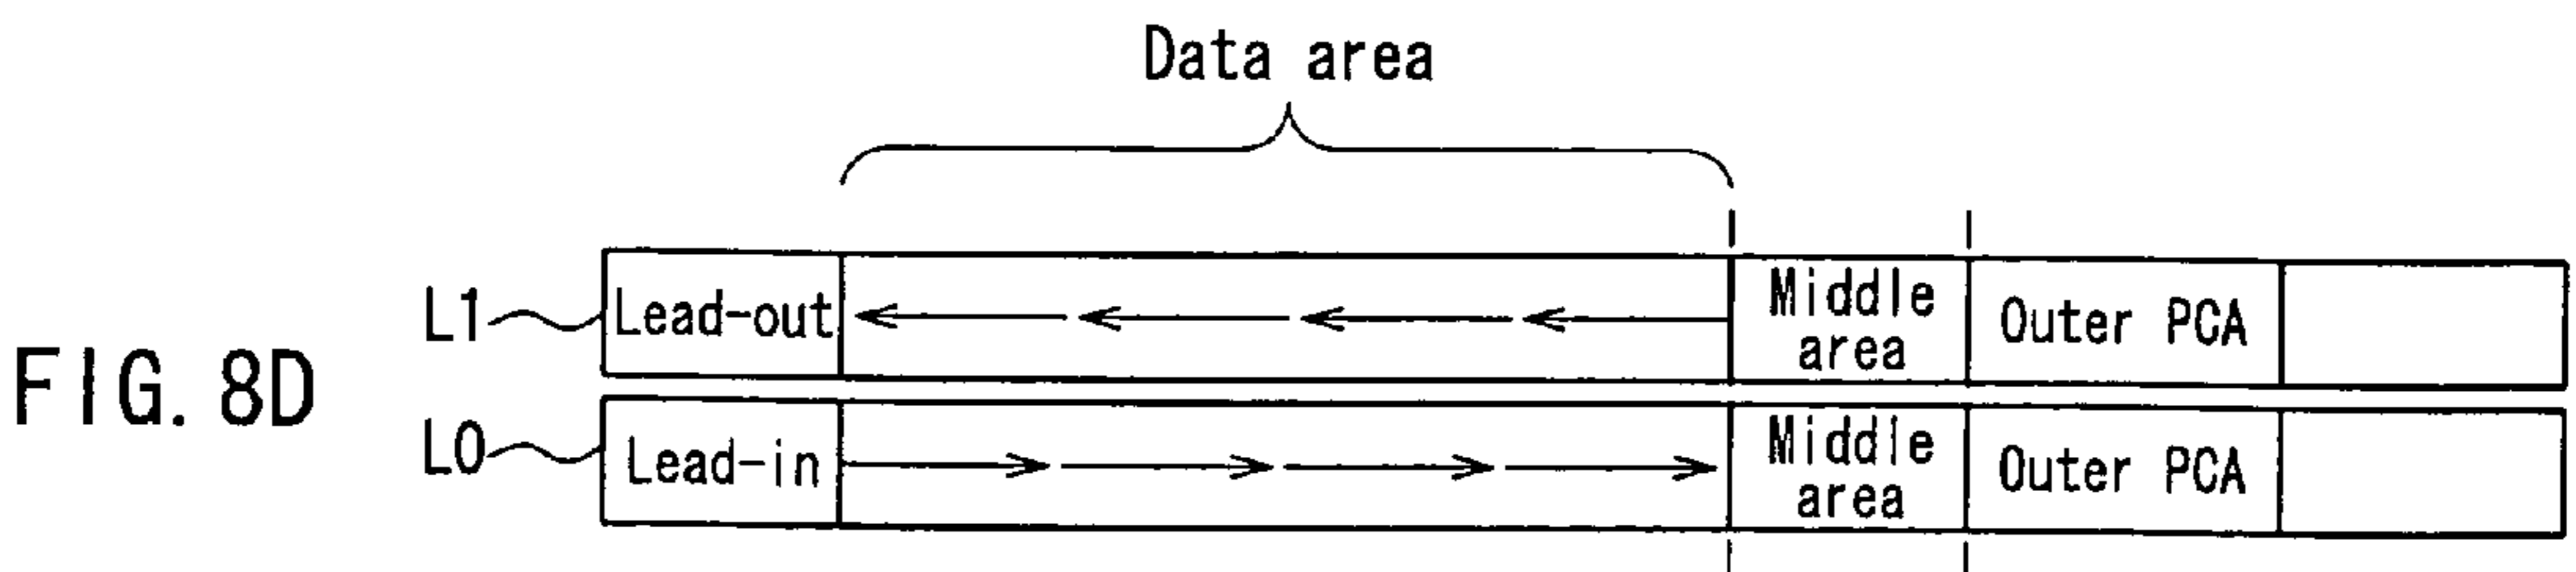 Data area
FIG. 8D
L1
Lead-out
Middle
area
Outer PCA
L0
Lead-in
Middle
area
Outer PCA